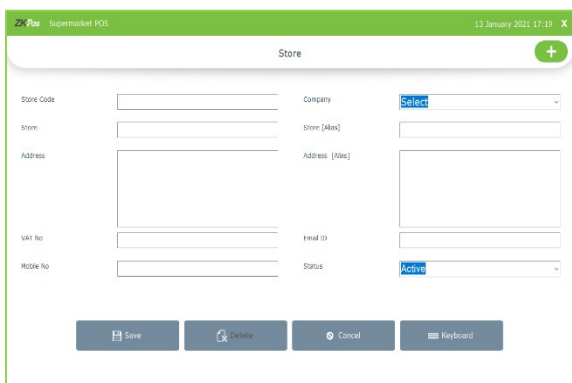 ZKPos Supermarket POS 13 January 2021 17:19 X
Store
+
Store Code Company Select
Store Store [Alias]
Address Address [Alias]
VAT No Email ID
Mobile No Status Active
Save Delete Cancel Keyboard